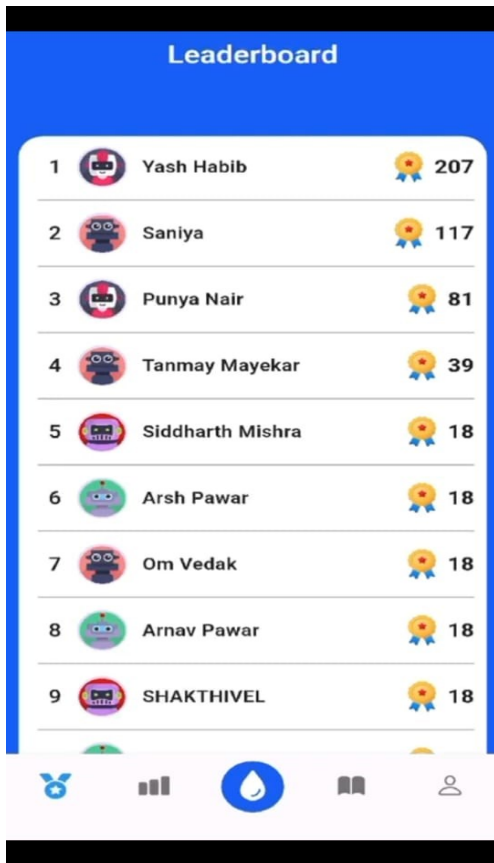 Leaderboard
1 Yash Habib 207
2 Saniya 117
3 Punya Nair 81
4 Tanmay Mayekar 39
5 Siddharth Mishra 18
6 Arsh Pawar 18
7 Om Vedak 18
8 Arnav Pawar 18
9 SHAKTHIVEL 18